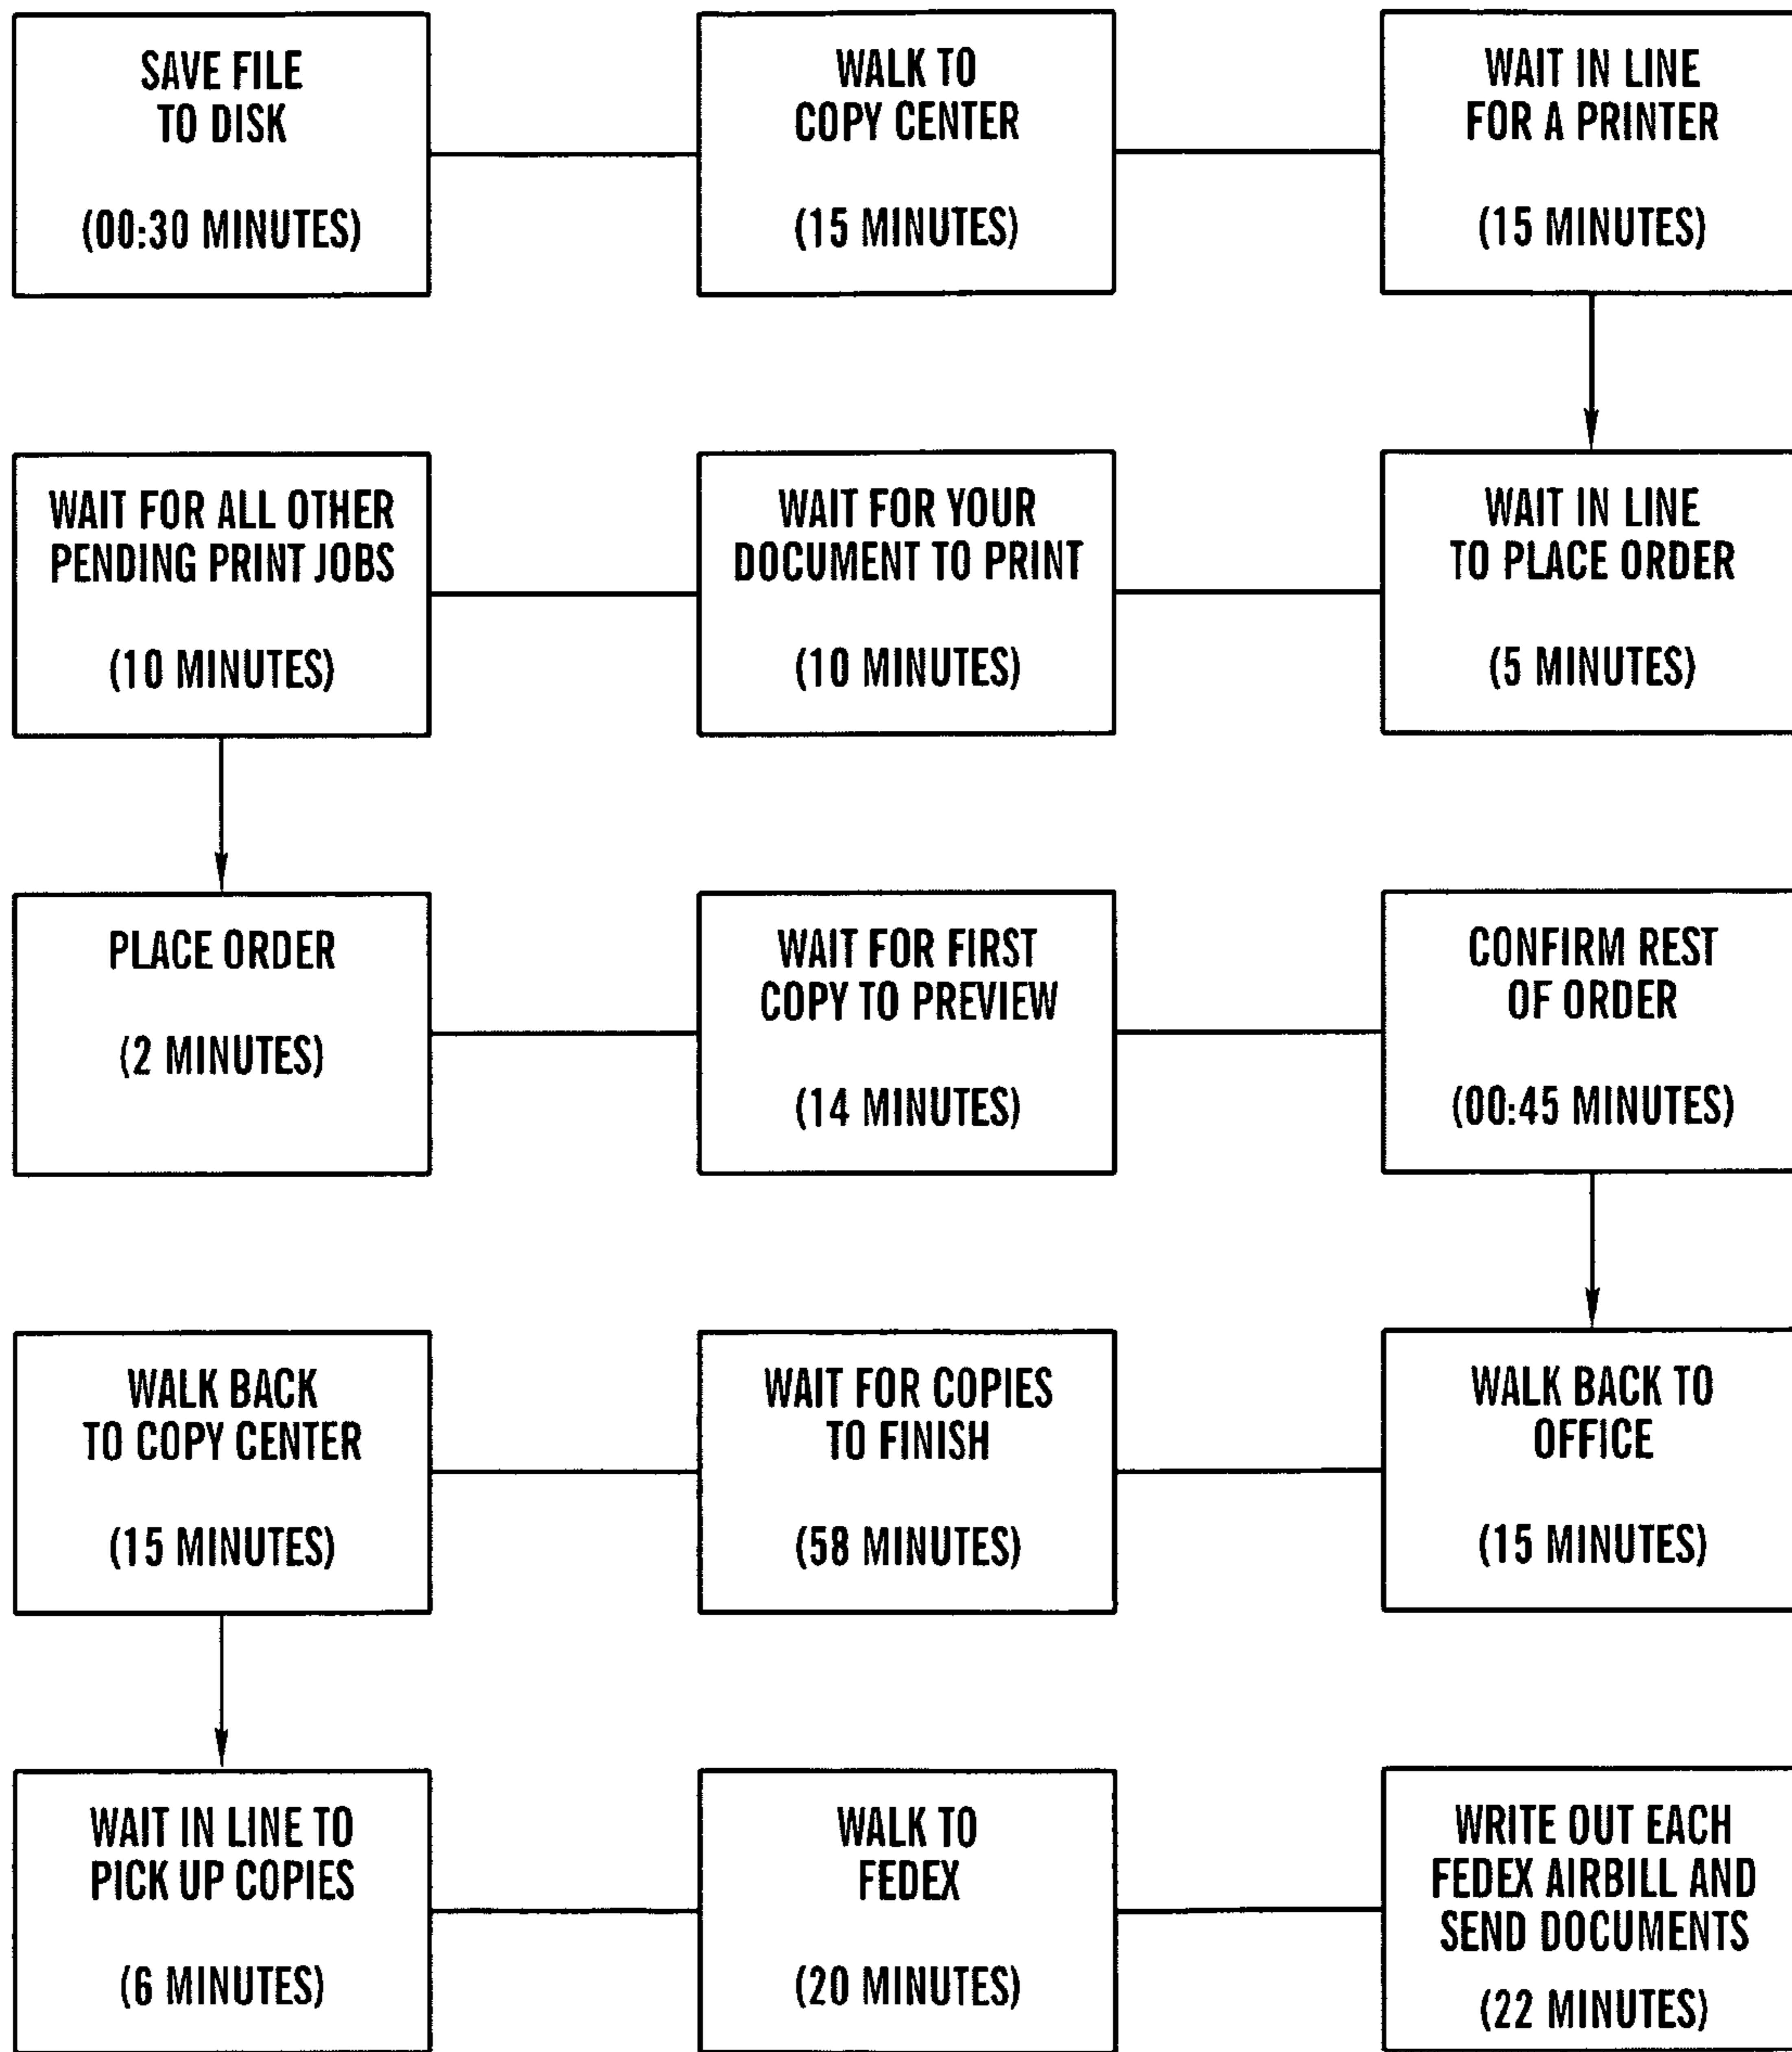 SAVE FILE
TO DISK
(00:30 MINUTES)
WALK TO
COPY CENTER
(15 MINUTES)
WAIT IN LINE
FOR A PRINTER
(15 MINUTES)
WAIT FOR ALL OTHER
PENDING PRINT JOBS
(10 MINUTES)
WAIT FOR YOUR
DOCUMENT TO PRINT
(10 MINUTES)
WAIT IN LINE
TO PLACE ORDER
(5 MINUTES)
PLACE ORDER
(2 MINUTES)
WAIT FOR FIRST
COPY TO PREVIEW
(14 MINUTES)
CONFIRM REST
OF ORDER
(00:45 MINUTES)
WALK BACK
TO COPY CENTER
(15 MINUTES)
WAIT FOR COPIES
TO FINISH
(58 MINUTES)
WALK BACK TO
OFFICE
(15 MINUTES)
WAIT IN LINE TO
PICK UP COPIES
(6 MINUTES)
WALK TO
FEDEX
(20 MINUTES)
WRITE OUT EACH
FEDEX AIRBILL AND
SEND DOCUMENTS
(22 MINUTES)